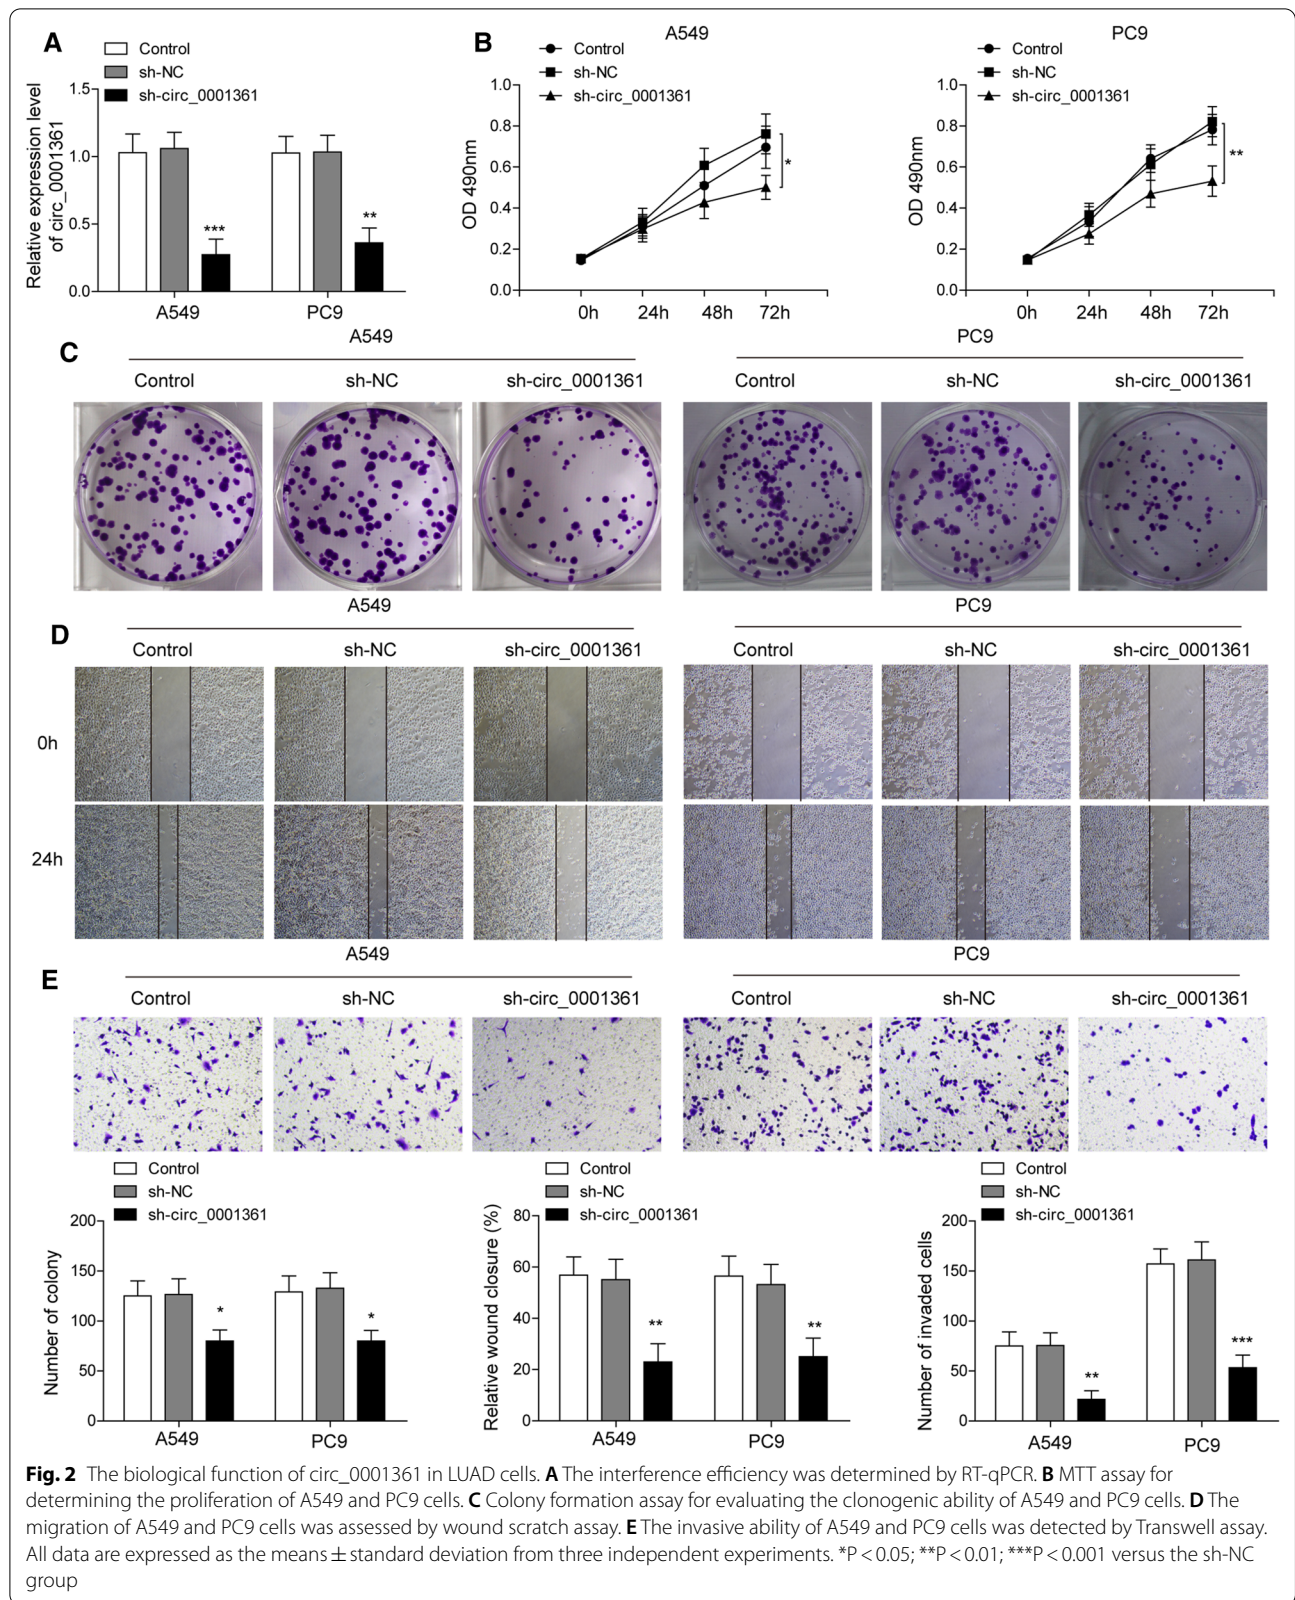 A
Control
sh-NC
sh-circ_0001361
Relative expression level
of circ_0001361
1.5
1.0
0.5
0.0
***
**
A549
PC9
B
A549
Control
sh-NC
sh-circ_0001361
OD 490nm
1.0
0.8
0.6
0.4
0.2
0.0
*
0h 24h 48h 72h
PC9
Control
sh-NC
sh-circ_0001361
OD 490nm
1.0
0.8
0.6
0.4
0.2
0.0
**
0h 24h 48h 72h
C
A549
PC9
Control sh-NC sh-circ_0001361 Control sh-NC sh-circ_0001361
D
A549
PC9
Control sh-NC sh-circ_0001361 Control sh-NC sh-circ_0001361
0h
24h
E
A549
PC9
Control sh-NC sh-circ_0001361 Control sh-NC sh-circ_0001361
Control
sh-NC
sh-circ_0001361
Number of colony
200
150
100
50
0
*
*
A549
PC9
Control
sh-NC
sh-circ_0001361
Relative wound closure (%)
80
60
40
20
0
**
**
A549
PC9
Control
sh-NC
sh-circ_0001361
Number of invaded cells
200
150
100
50
0
**
***
A549
PC9
Fig. 2 The biological function of circ_0001361 in LUAD cells. A The interference efficiency was determined by RT-qPCR. B MTT assay for
determining the proliferation of A549 and PC9 cells. C Colony formation assay for evaluating the clonogenic ability of A549 and PC9 cells. D The
migration of A549 and PC9 cells was assessed by wound scratch assay. E The invasive ability of A549 and PC9 cells was detected by Transwell assay.
All data are expressed as the means ± standard deviation from three independent experiments. *P < 0.05; **P < 0.01; ***P < 0.001 versus the sh-NC
group